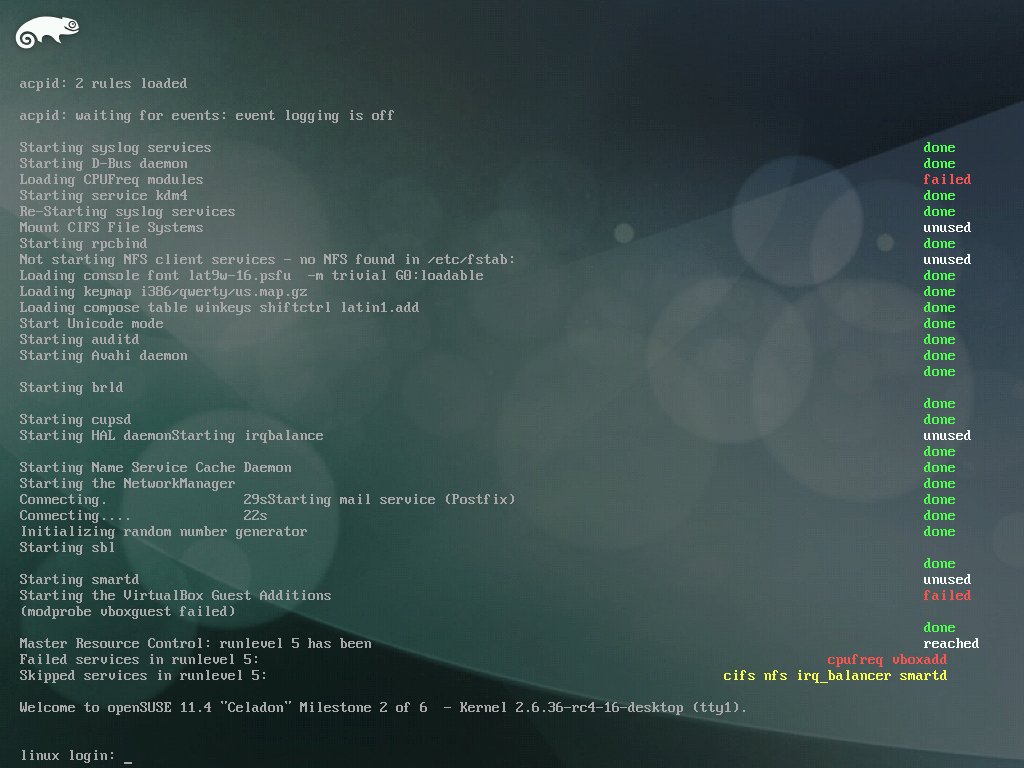 acpid: 2 rules loaded
acpid: waiting for events: event logging is off
Starting syslog services done
Starting D-Bus daemon done
Loading CPUFreq modules failed
Starting service kdm4 done
Re-Starting syslog services done
Mount CIFS File Systems unused
Starting rpcbind done
Not starting NFS client services - no NFS found in /etc/fstab: unused
Loading console font lat9w-16.psfu  -m trivial G0:loadable done
Loading keymap i386/qwerty/us.map.gz done
Loading compose table winkeys shiftctrl latin1.add done
Start Unicode mode done
Starting auditd done
Starting Avahi daemon done
done
Starting brld
done
Starting cupsd done
Starting HAL daemonStarting irqbalance unused
done
Starting Name Service Cache Daemon done
Starting the NetworkManager done
Connecting. 29sStarting mail service (Postfix) done
Connecting.... 22s done
Initializing random number generator done
Starting sbl
done
Starting smartd unused
Starting the VirtualBox Guest Additions failed
(modprobe vboxguest failed)
done
Master Resource Control: runlevel 5 has been reached
Failed services in runlevel 5: cpufreq vboxadd
Skipped services in runlevel 5: cifs nfs irq_balancer smartd
Welcome to openSUSE 11.4 "Celadon" Milestone 2 of 6  - Kernel 2.6.36-rc4-16-desktop (tty1).
linux login: _